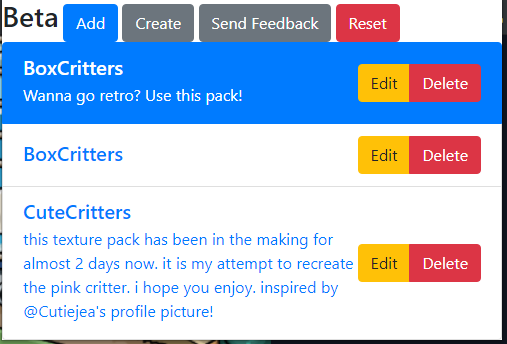 Beta Add Create Send Feedback Reset
BoxCritters
Wanna go retro? Use this pack!
Edit Delete
BoxCritters
Edit Delete
CuteCritters
this texture pack has been in the making for
almost 2 days now. it is my attempt to recreate
the pink critter. i hope you enjoy. inspired by
@Cutiejea's profile picture!
Edit Delete